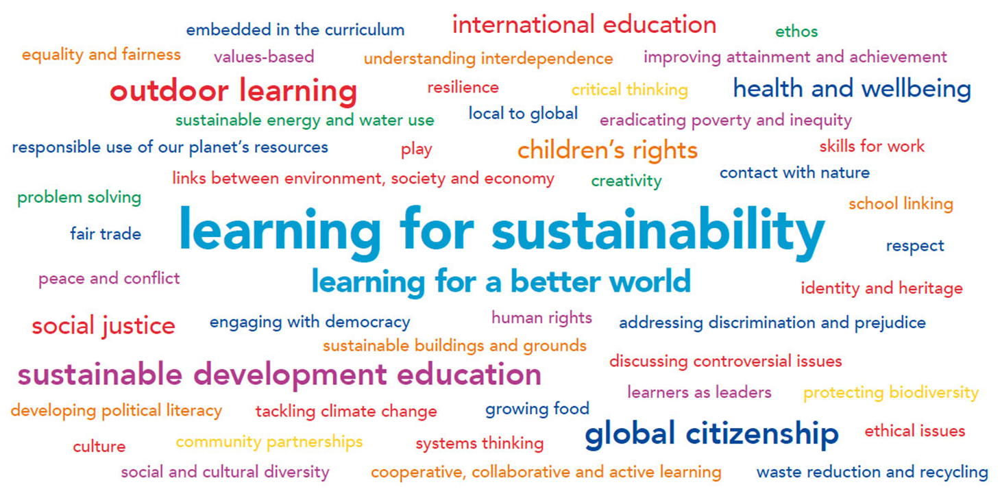 embedded in the curriculum
international education
ethos
equality and fairness
values-based
understanding interdependence
improving attainment and achievement
outdoor learning
resilience
critical thinking
health and wellbeing
sustainable energy and water use
local to global
eradicating poverty and inequity
responsible use of our planet’s resources
play
children’s rights
skills for work
links between environment, society and economy
creativity
contact with nature
problem solving
school linking
learning for sustainability
fair trade
respect
peace and conflict
learning for a better world
identity and heritage
social justice
engaging with democracy
human rights
addressing discrimination and prejudice
sustainable buildings and grounds
discussing controversial issues
sustainable development education
learners as leaders
protecting biodiversity
developing political literacy
tackling climate change
growing food
global citizenship
ethical issues
culture
community partnerships
systems thinking
social and cultural diversity
cooperative, collaborative and active learning
waste reduction and recycling